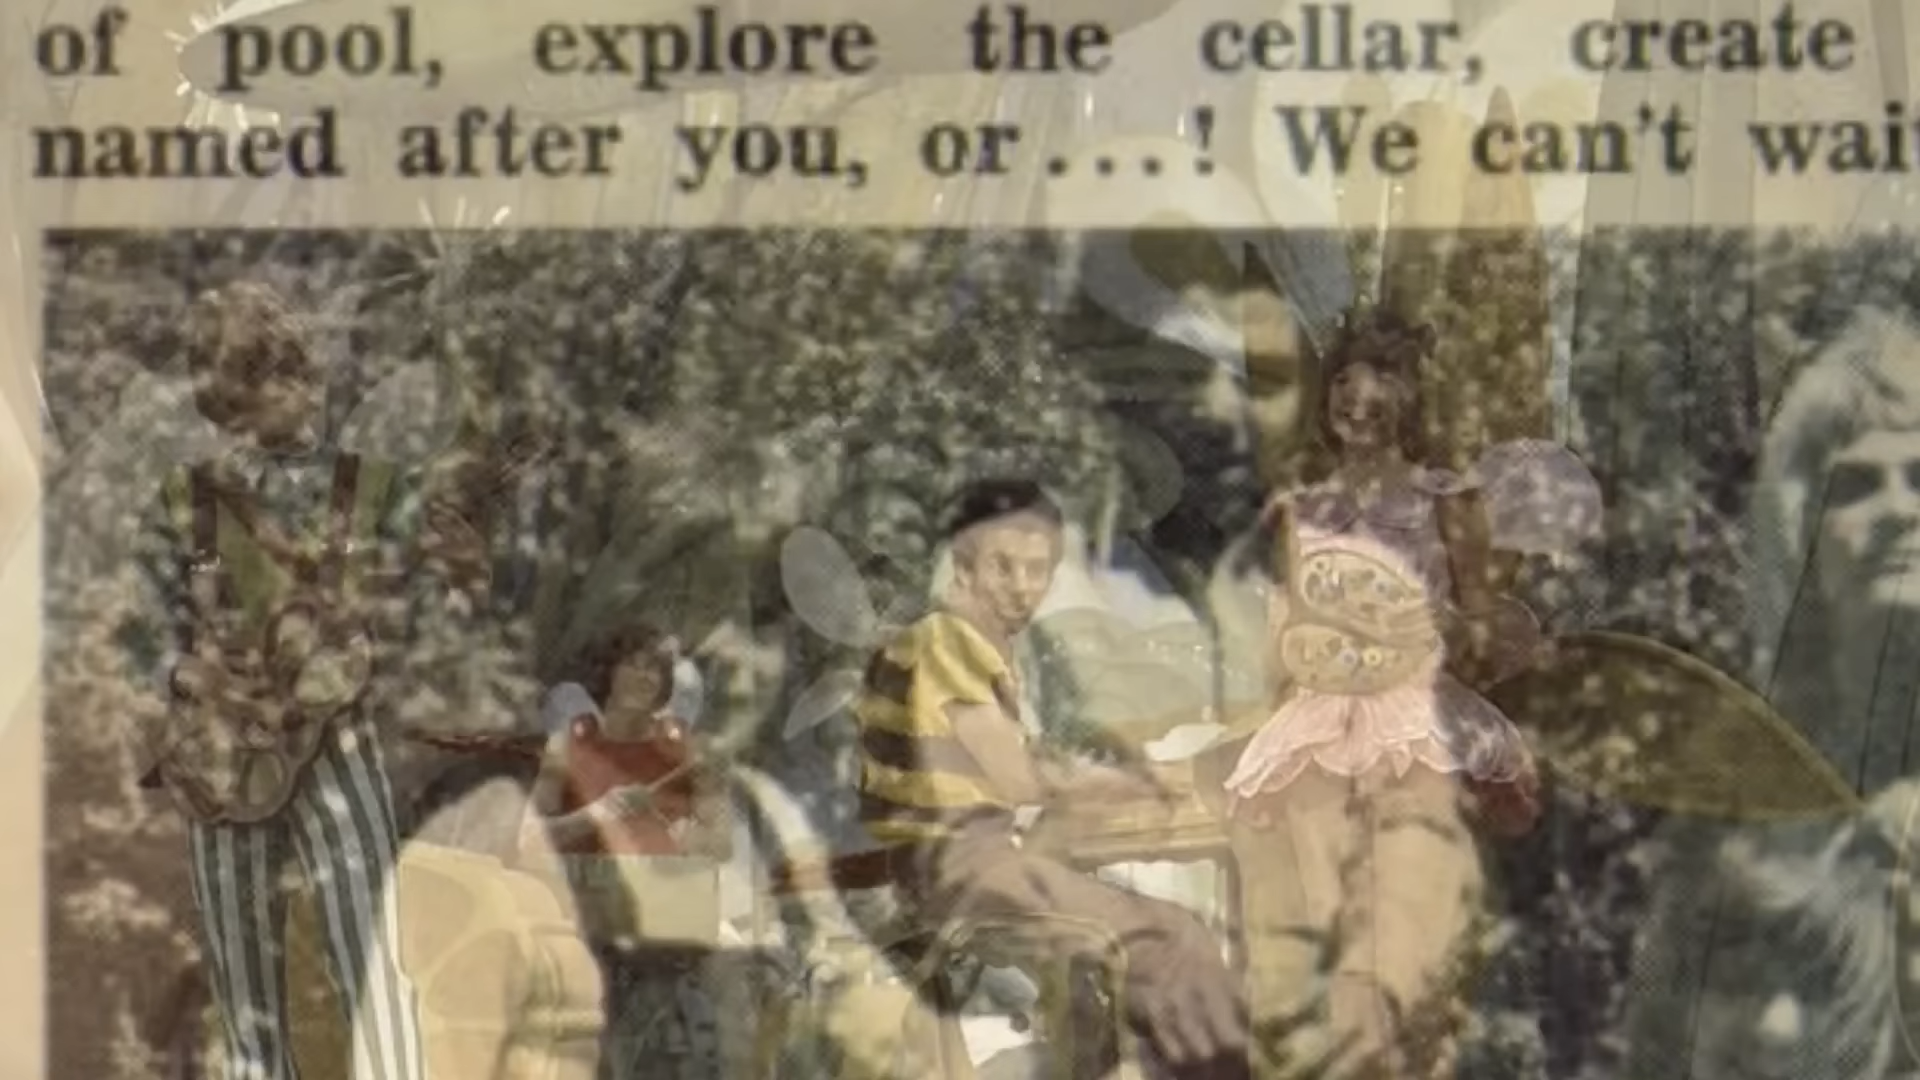 of pool, explore the cellar, create
named after you, or...! We can't wai